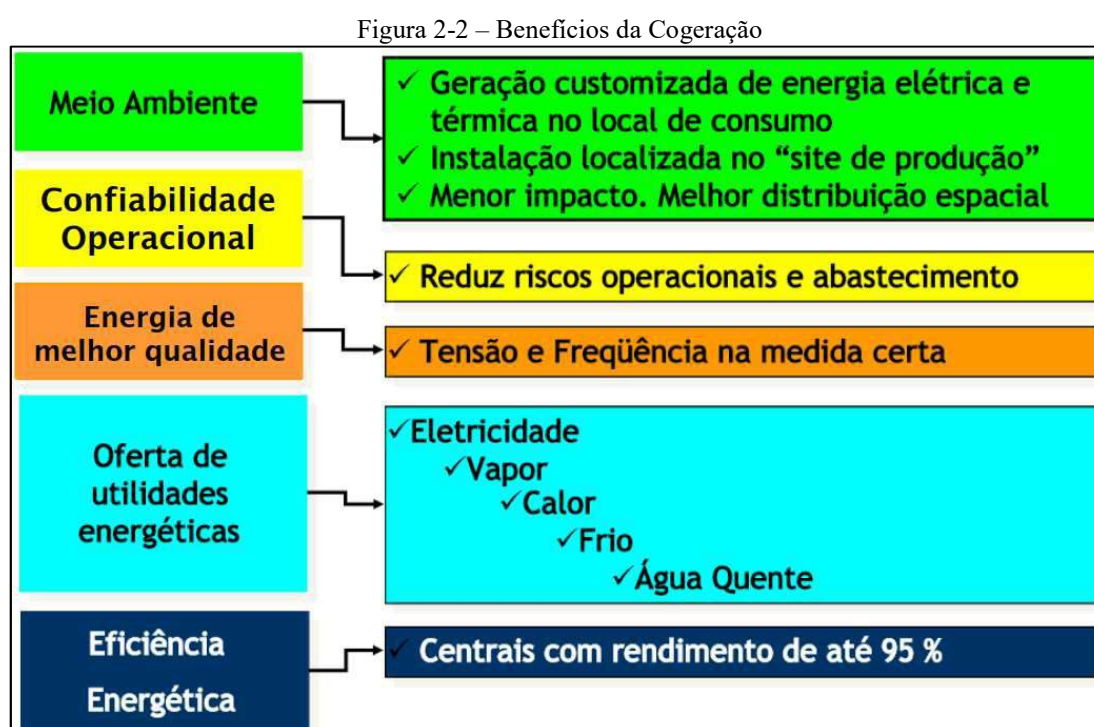 Figura 2-2 – Benefícios da Cogeração
Meio Ambiente
✓ Geração customizada de energia elétrica e
térmica no local de consumo
✓ Instalação localizada no “site de produção”
✓ Menor impacto. Melhor distribuição espacial
Confiabilidade
Operacional
✓ Reduz riscos operacionais e abastecimento
Energia de
melhor qualidade
✓ Tensão e Freqüência na medida certa
Oferta de
utilidades
energéticas
✓Eletricidade
✓Vapor
✓Calor
✓Frio
✓Água Quente
Eficiência
Energética
✓ Centrais com rendimento de até 95 %